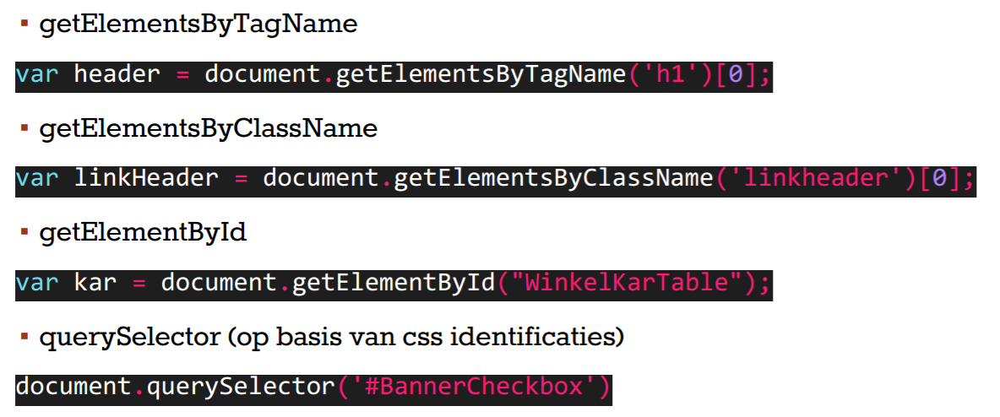 ▪ getElementsByTagName
var header = document.getElementsByTagName('h1')[0];
▪ getElementsByClassName
var linkHeader = document.getElementsByClassName('linkheader')[0];
▪ getElementById
var kar = document.getElementById("WinkelKarTable");
▪ querySelector (op basis van css identificaties)
document.querySelector('#BannerCheckbox')